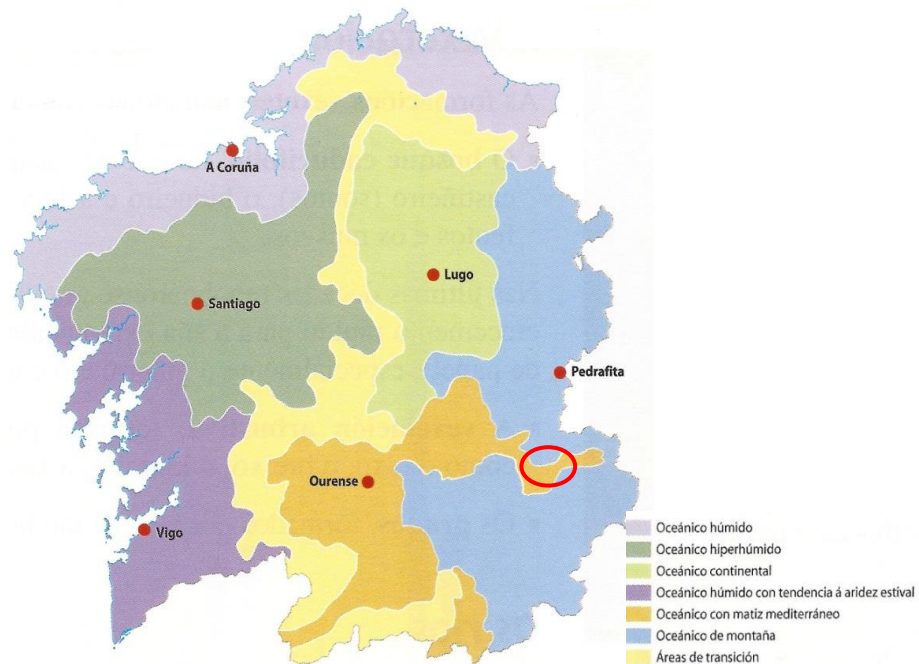 A Coruña
Lugo
Santiago
Pedrafita
Ourense
Vigo
Oceánico húmido
Oceánico hiperhúmido
Oceánico continental
Oceánico húmido con tendencia á aridez estival
Oceánico con matiz mediterráneo
Oceánico de montaña
Áreas de transición